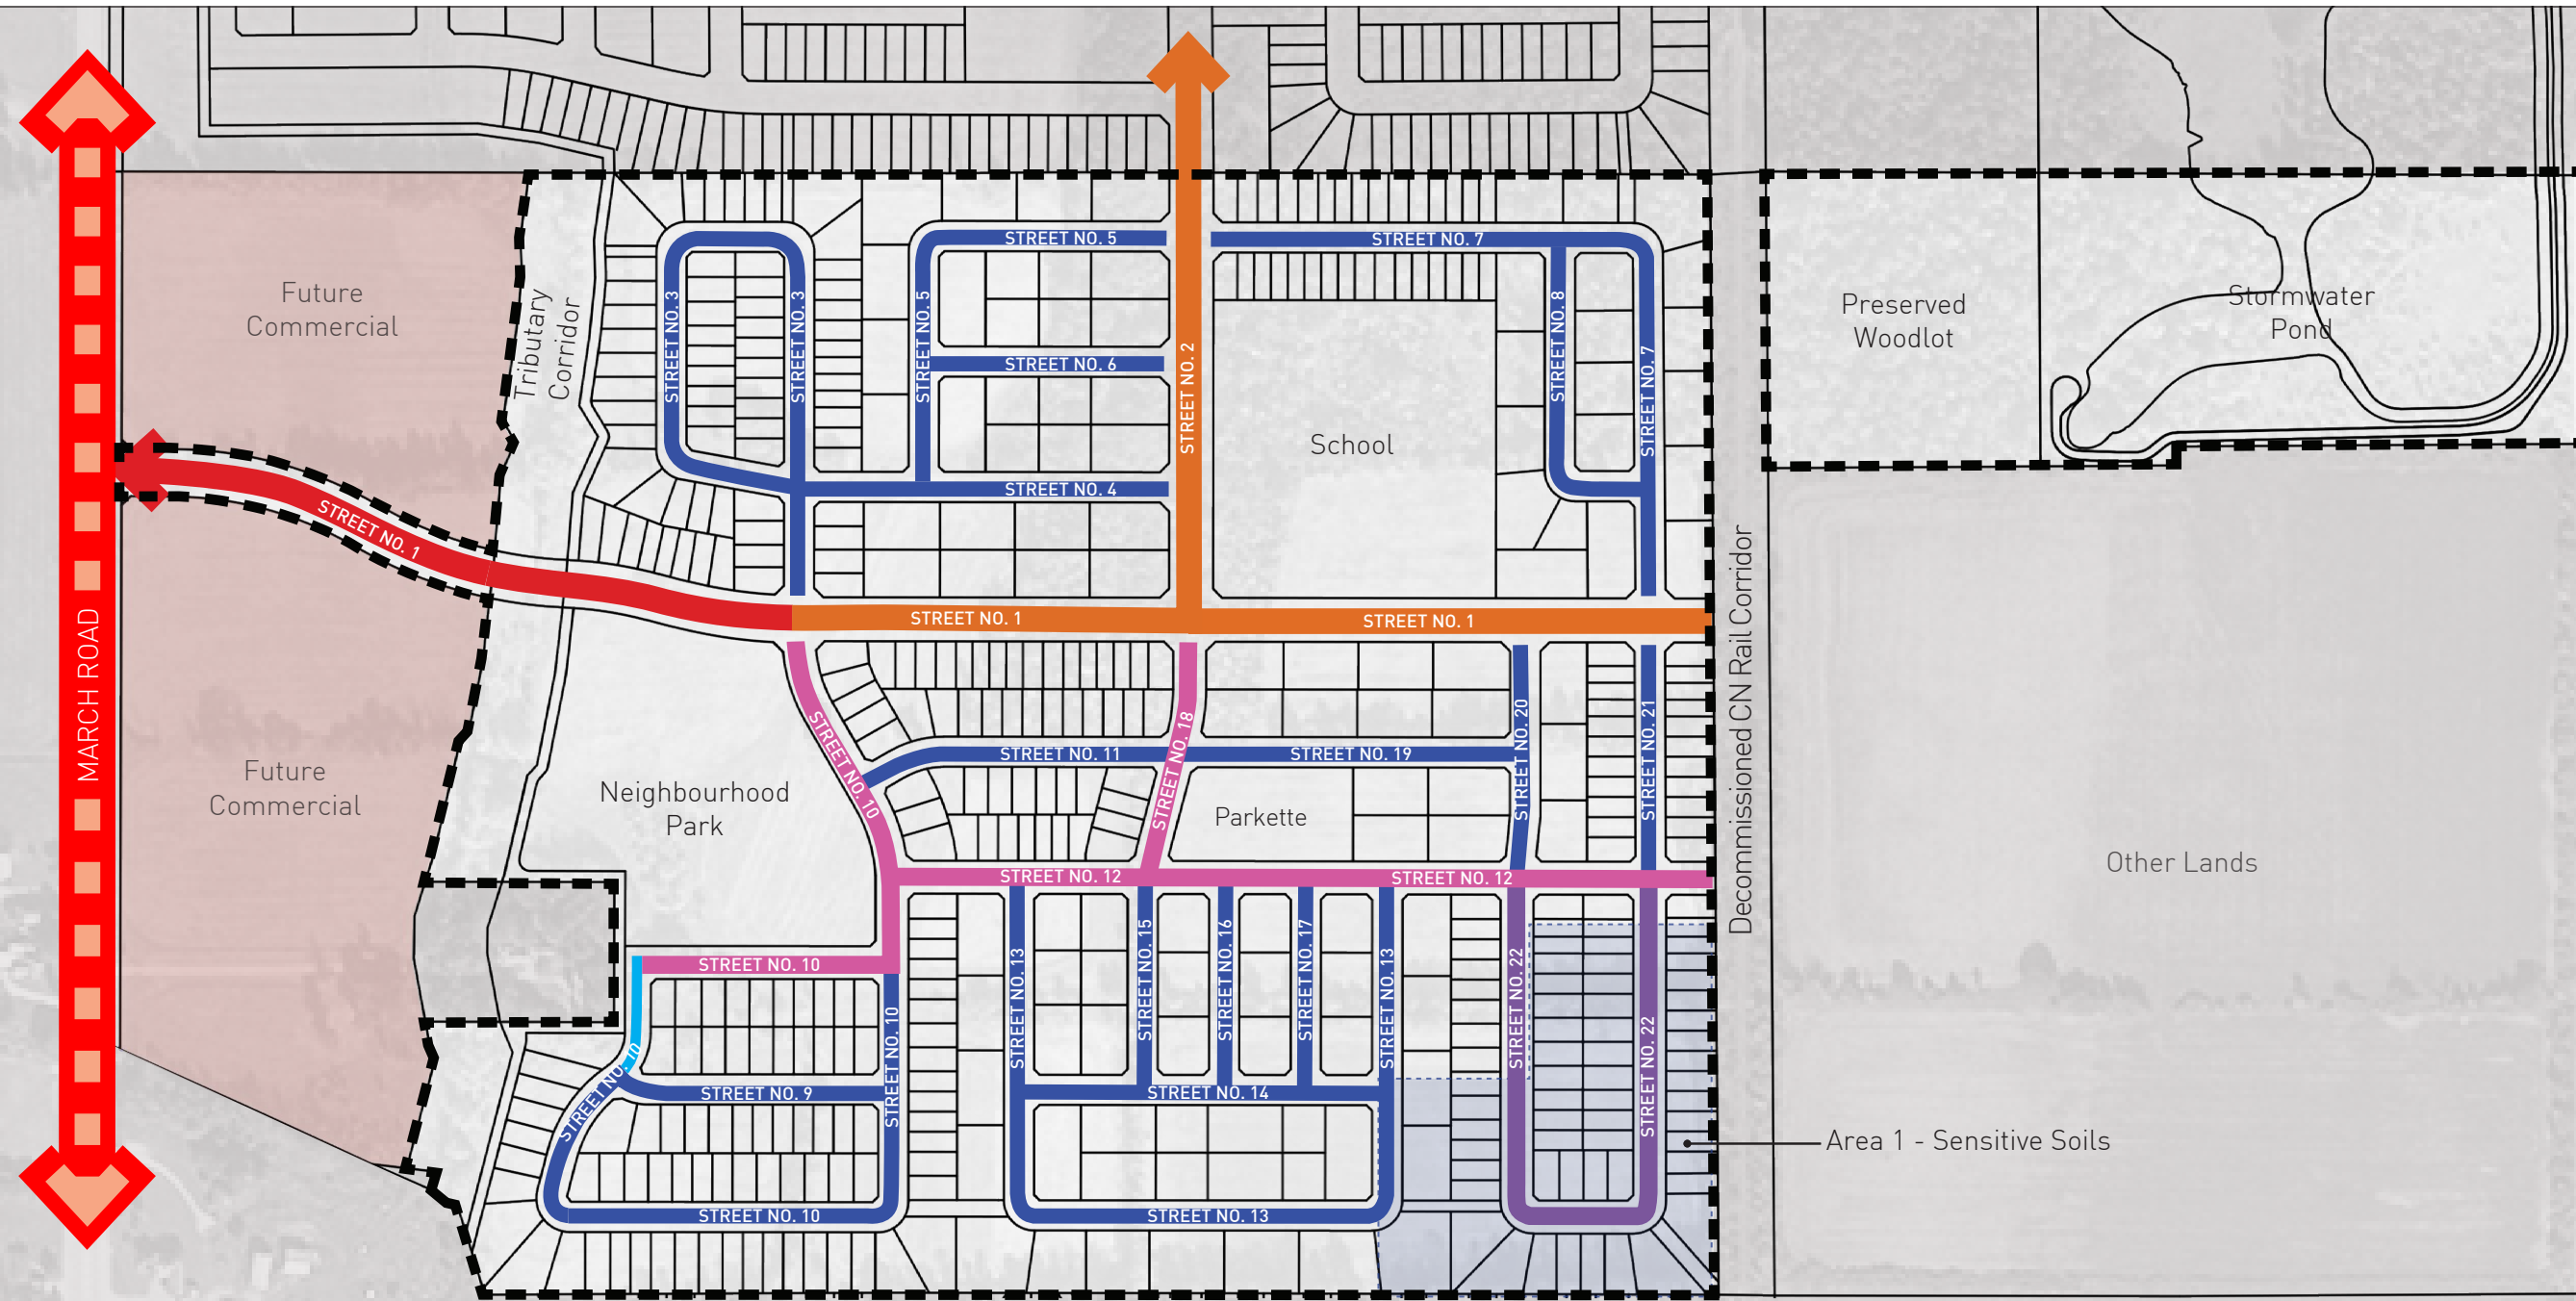 MARCH ROAD
Future
Commercial
Tributary
Corridor
STREET NO. 1
Future
Commercial
STREET NO. 3
STREET NO. 3
STREET NO. 5
STREET NO. 5
STREET NO. 6
STREET NO. 4
STREET NO. 2
STREET NO. 7
STREET NO. 8
STREET NO. 7
School
Preserved
Woodlot
Stormwater
Pond
STREET NO. 1
STREET NO. 1
Decommissioned CN Rail Corridor
Neighbourhood
Park
STREET NO. 10
STREET NO. 11
STREET NO. 18
STREET NO. 19
STREET NO. 20
STREET NO. 21
Parkette
Other Lands
STREET NO. 12
STREET NO. 12
STREET NO. 10
STREET NO. 10
STREET NO. 9
STREET NO. 10
STREET NO. 10
STREET NO. 13
STREET NO. 15
STREET NO. 16
STREET NO. 17
STREET NO. 13
STREET NO. 14
STREET NO. 13
STREET NO. 22
STREET NO. 22
Area 1 - Sensitive Soils